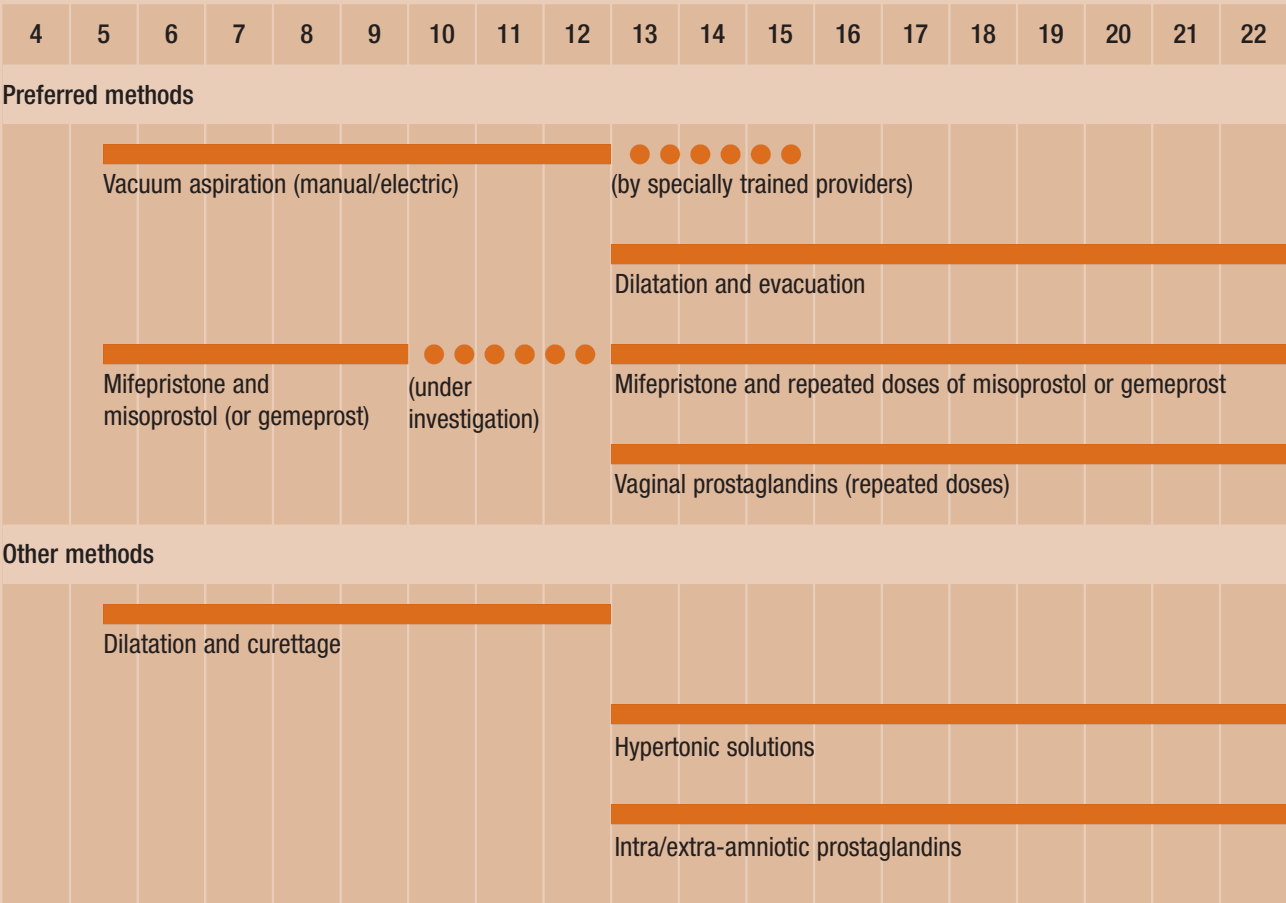 4 5 6 7 8 9 10 11 12 13 14 15 16 17 18 19 20 21 22
Preferred methods
Vacuum aspiration (manual/electric)
(by specially trained providers)
Dilatation and evacuation
Mifepristone and
misoprostol (or gemeprost)
(under
investigation)
Mifepristone and repeated doses of misoprostol or gemeprost
Vaginal prostaglandins (repeated doses)
Other methods
Dilatation and curettage
Hypertonic solutions
Intra/extra-amniotic prostaglandins